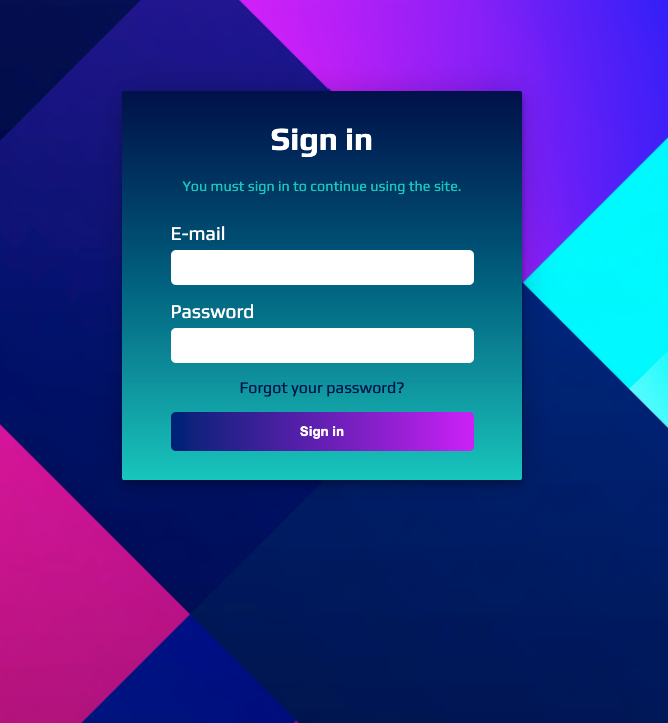 Sign in
You must sign in to continue using the site.
E-mail
Password
Forgot your password?
Sign in